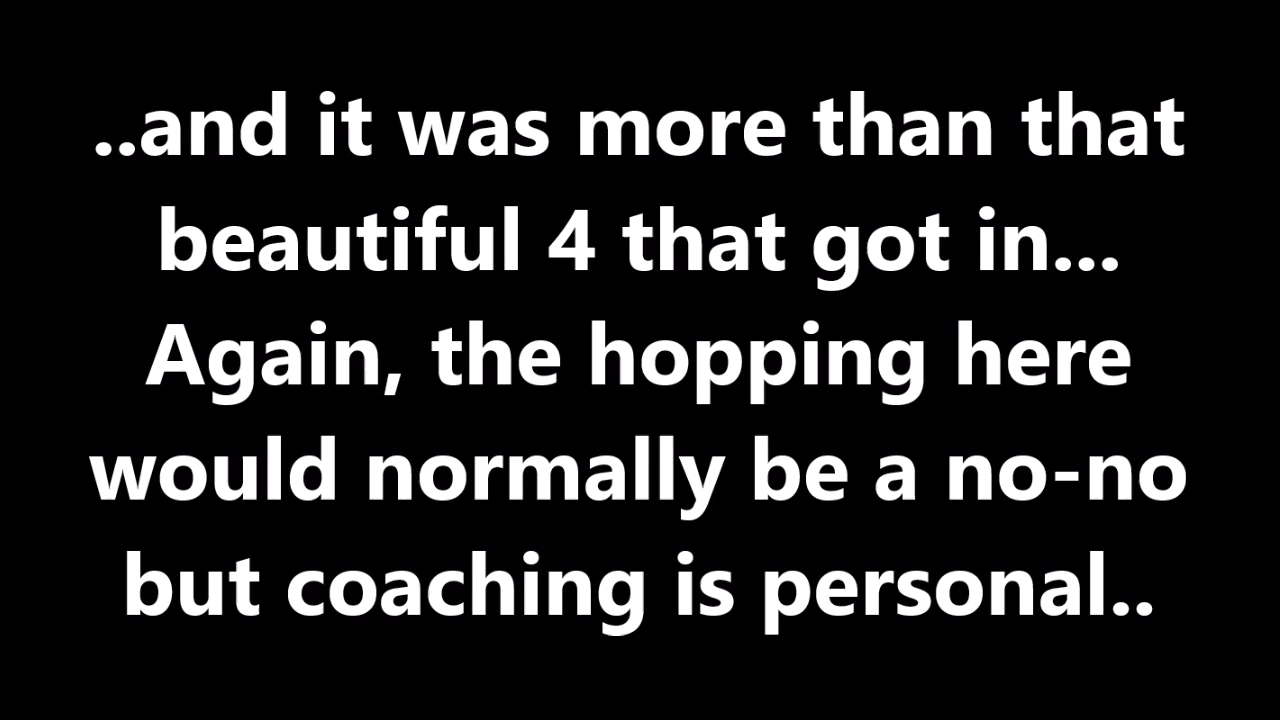 ..and it was more than that
beautiful 4 that got in...
Again, the hopping here
would normally be a no-no
but coaching is personal..